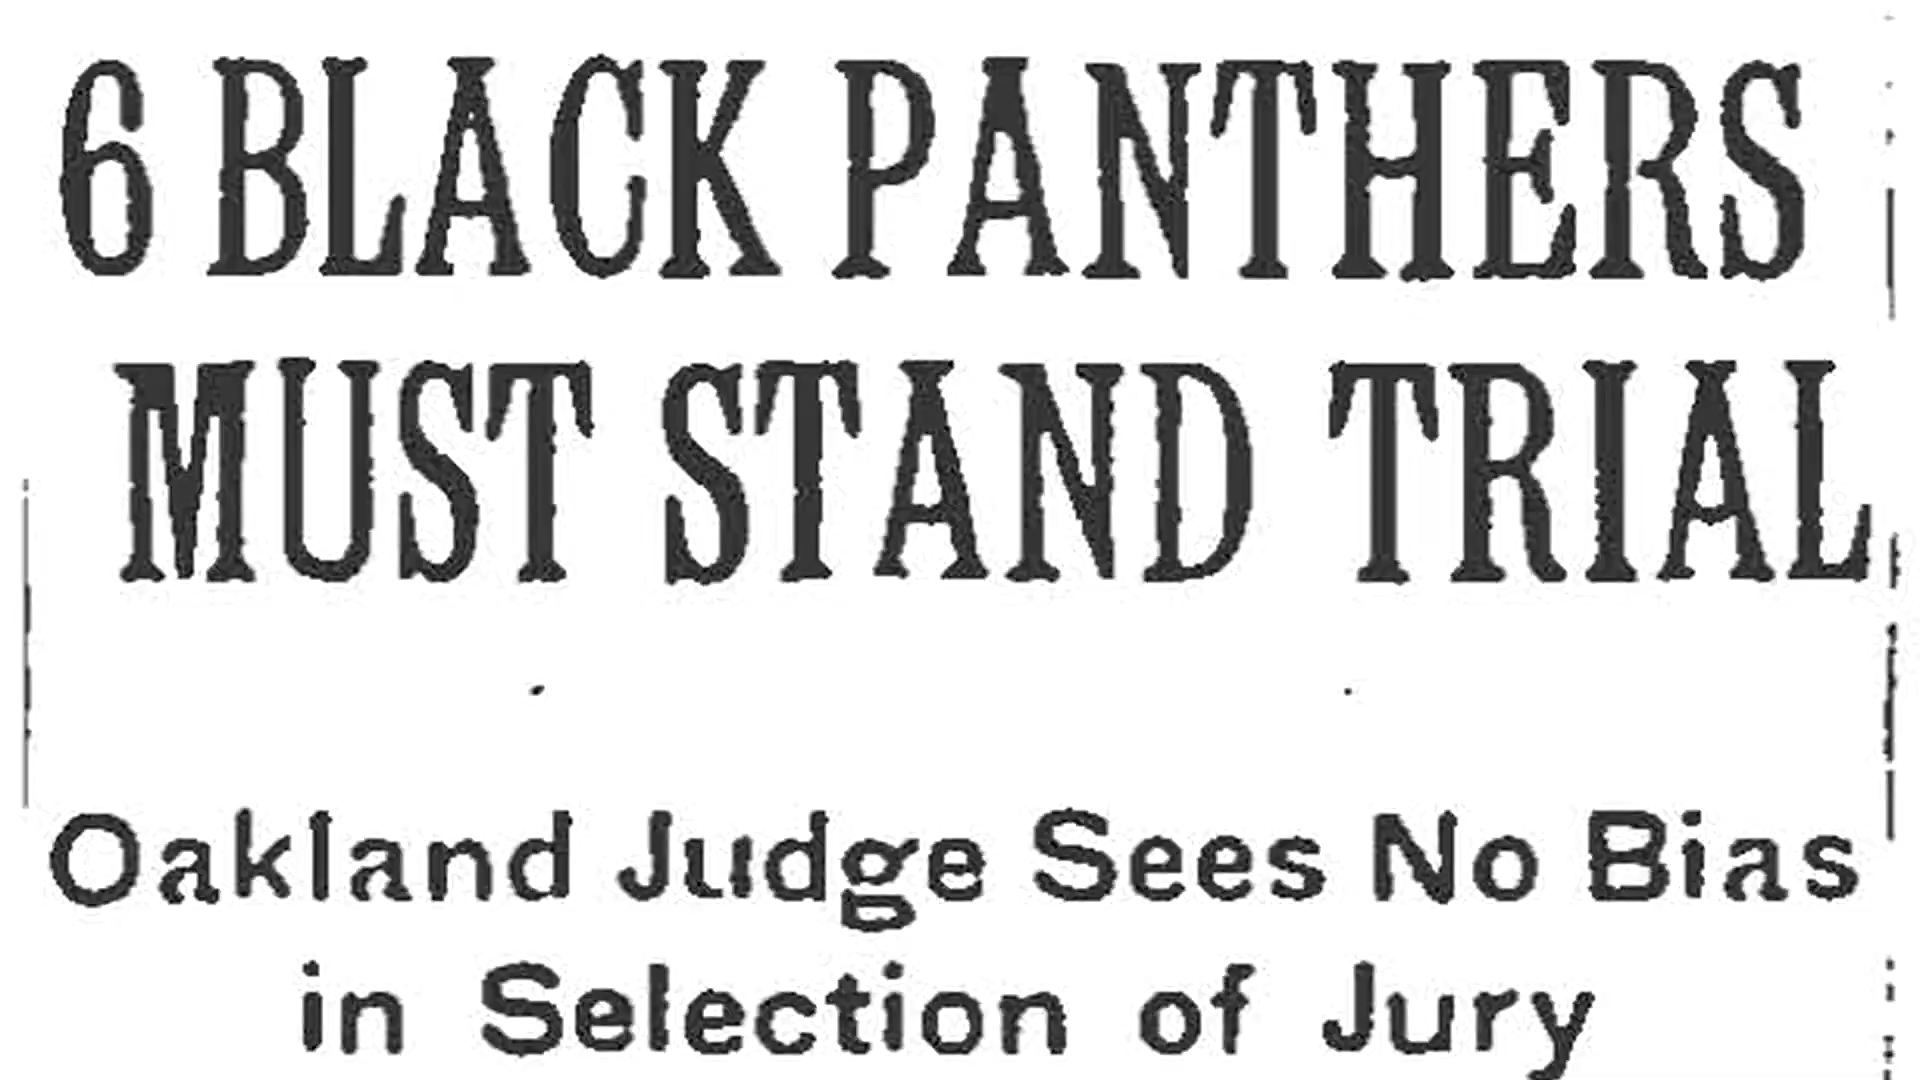 6 BLACK PANTHERS
MUST STAND TRIAL
Oakland Judge Sees No Bias
in Selection of Jury